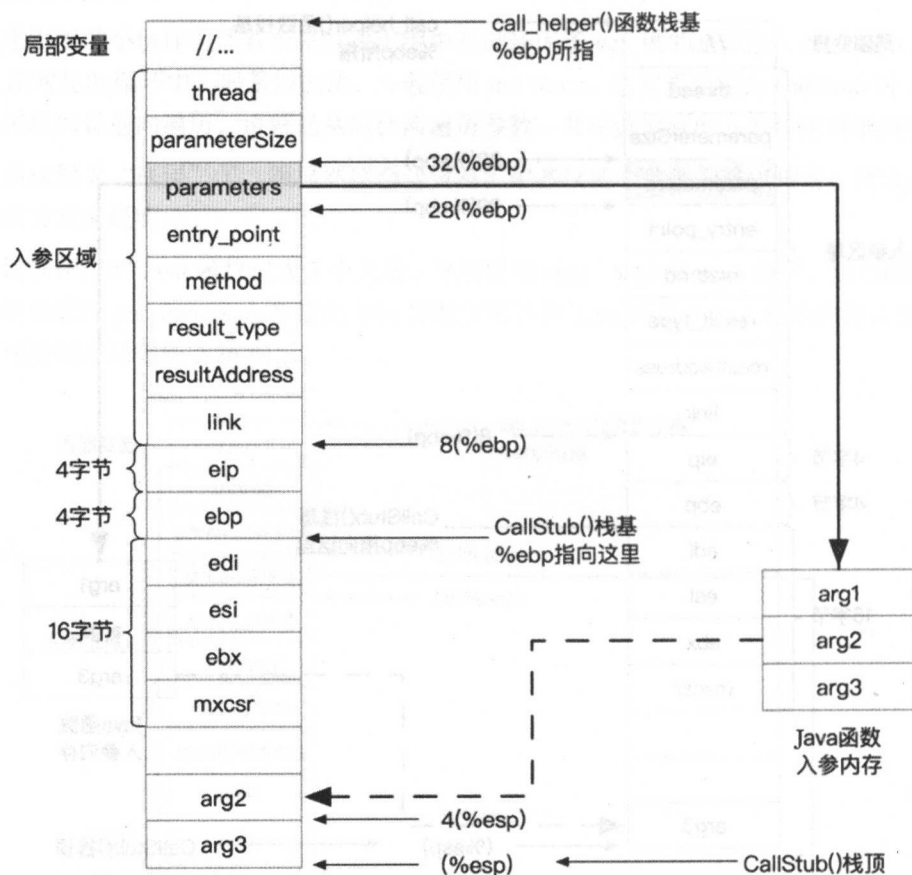 call_helper()函数栈基
%ebp所指
局部变量
//...
thread
parameterSize
32(%ebp)
parameters
28(%ebp)
entry_point
入参区域
method
result_type
resultAddress
link
8(%ebp)
4字节
eip
4字节
ebp
CallStub()栈基
%ebp指向这里
edi
esi
16字节
ebx
mxcsr
arg1
arg2
arg3
Java函数
入参内存
arg2
4(%esp)
arg3
(%esp)
CallStub()栈顶